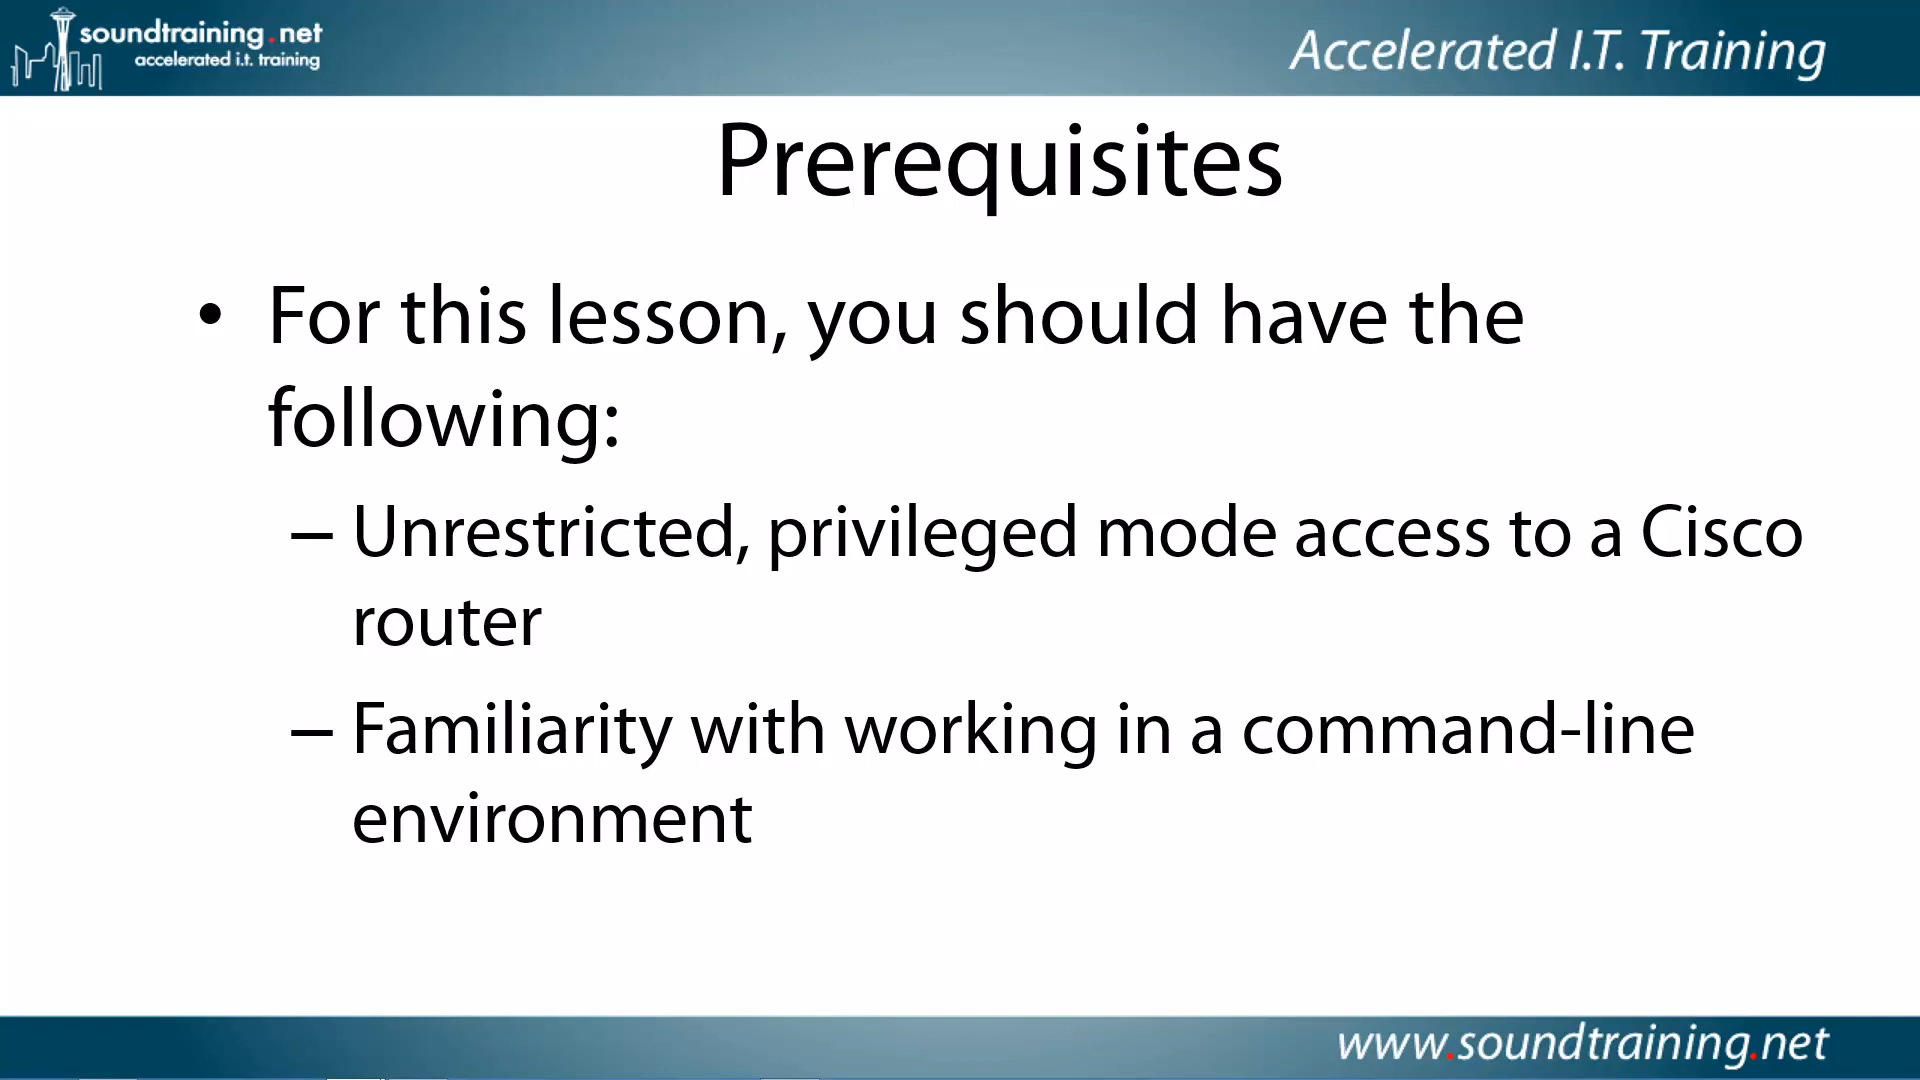 soundtraining.net
accelerated i.t. training
Accelerated I.T. Training
Prerequisites
• For this lesson, you should have the
following:
– Unrestricted, privileged mode access to a Cisco
router
– Familiarity with working in a command-line
environment
www.soundtraining.net